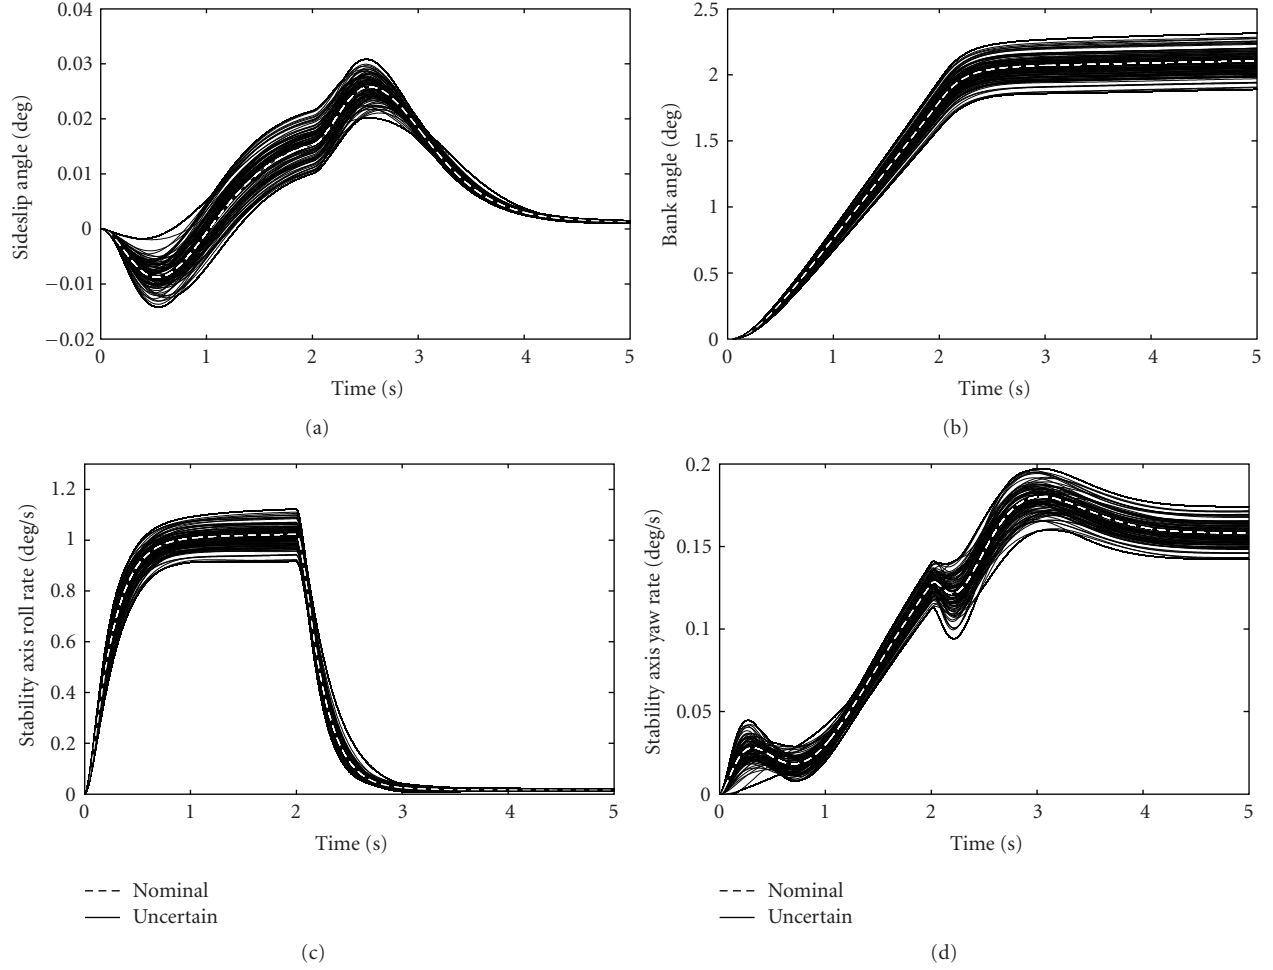 0.04
0.03
0.02
0.01
0
−0.01
−0.02
Sideslip angle (deg)
0 1 2 3 4 5
Time (s)
(a)
2.5
2
1.5
1
0.5
0
Bank angle (deg)
0 1 2 3 4 5
Time (s)
(b)
1.2
1
0.8
0.6
0.4
0.2
0
Stability axis roll rate (deg/s)
0 1 2 3 4 5
Time (s)
Nominal
Uncertain
(c)
0.2
0.15
0.1
0.05
0
Stability axis yaw rate (deg/s)
0 1 2 3 4 5
Time (s)
Nominal
Uncertain
(d)